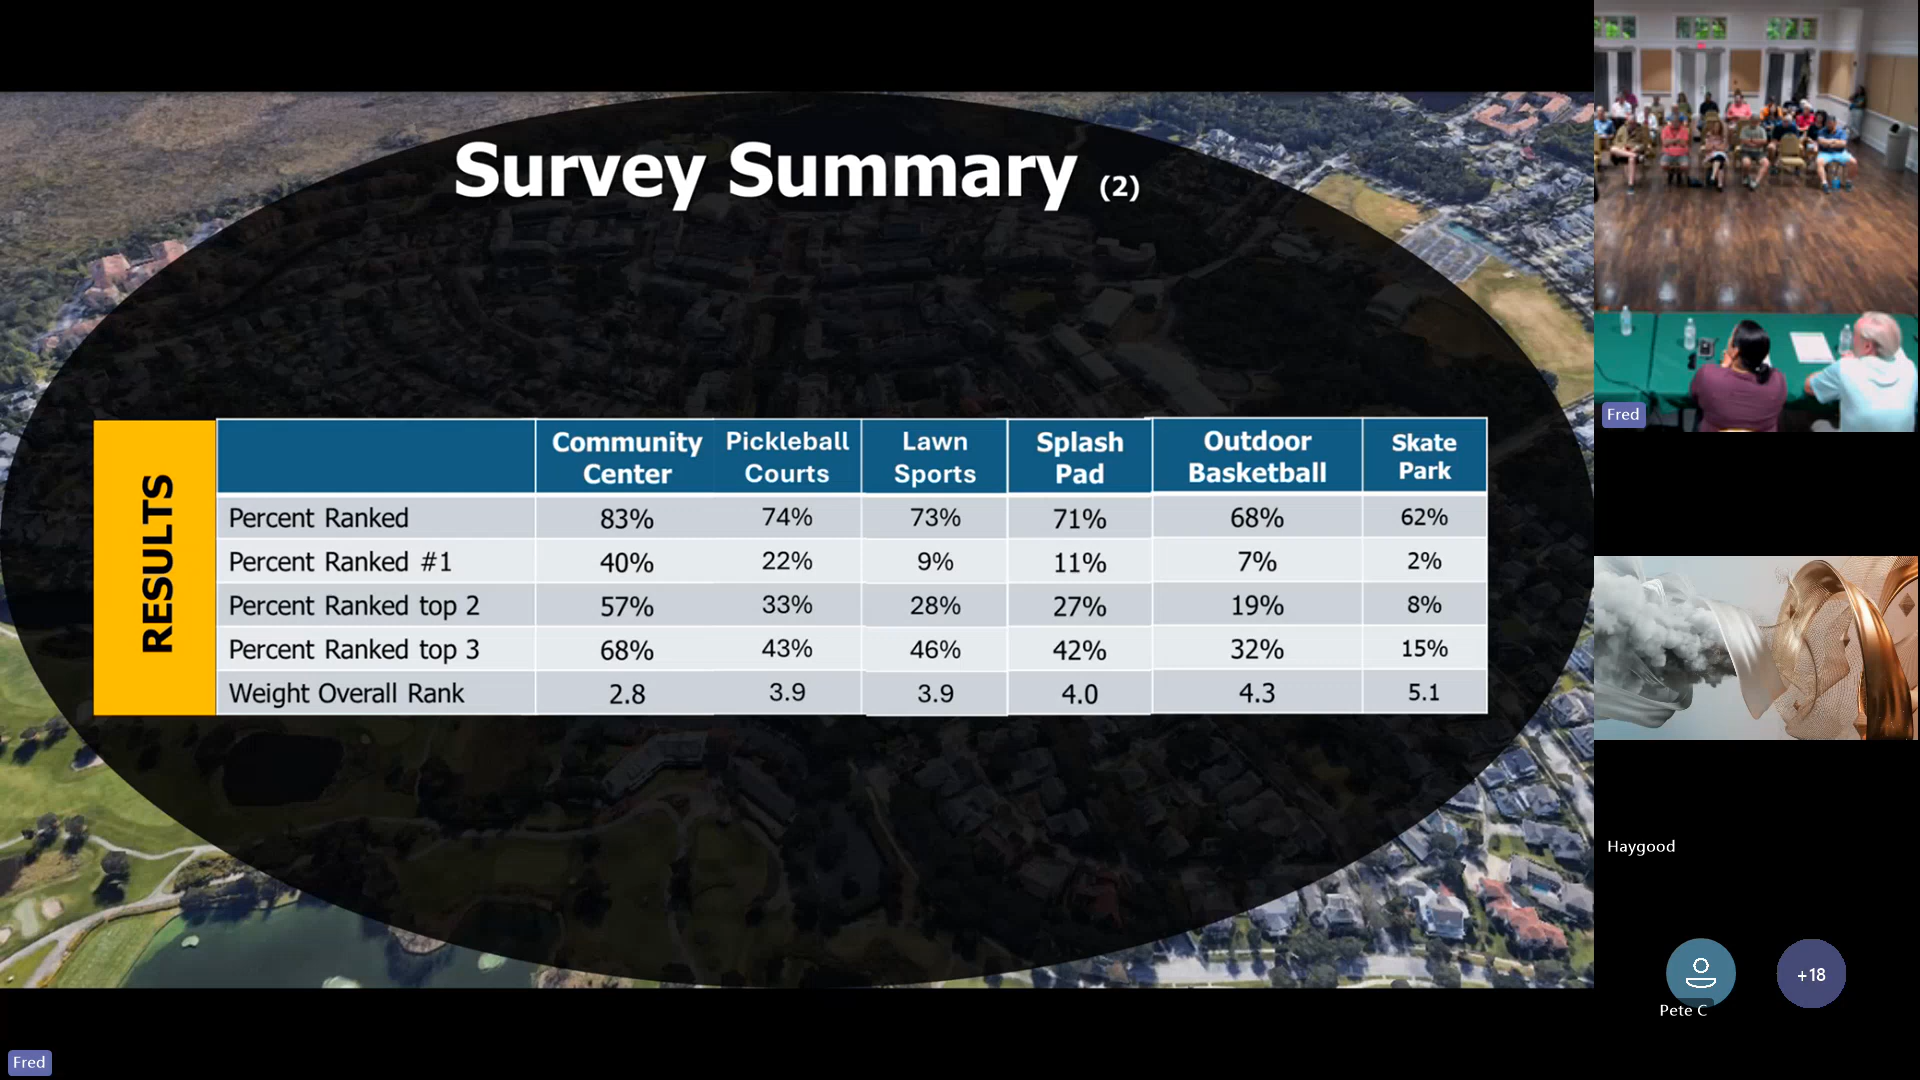 Survey Summary (2)
RESULTS
Community Center Pickleball Courts Lawn Sports Splash Pad Outdoor Basketball Skate Park
Percent Ranked 83% 74% 73% 71% 68% 62%
Percent Ranked #1 40% 22% 9% 11% 7% 2%
Percent Ranked top 2 57% 33% 28% 27% 19% 8%
Percent Ranked top 3 68% 43% 46% 42% 32% 15%
Weight Overall Rank 2.8 3.9 3.9 4.0 4.3 5.1
Fred
Haygood
Pete C
+18
Fred